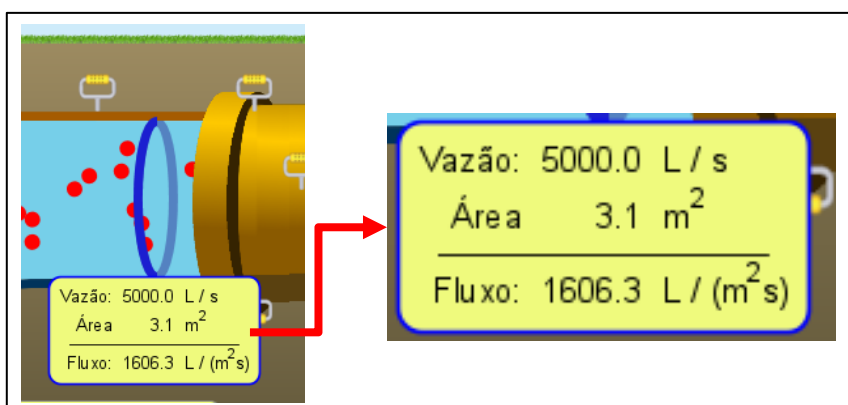 Vazão: 5000.0 L / s
Área 3.1 m²
Fluxo: 1606.3 L / (m²s)
Vazão: 5000.0 L / s
Área 3.1 m²
Fluxo: 1606.3 L / (m²s)